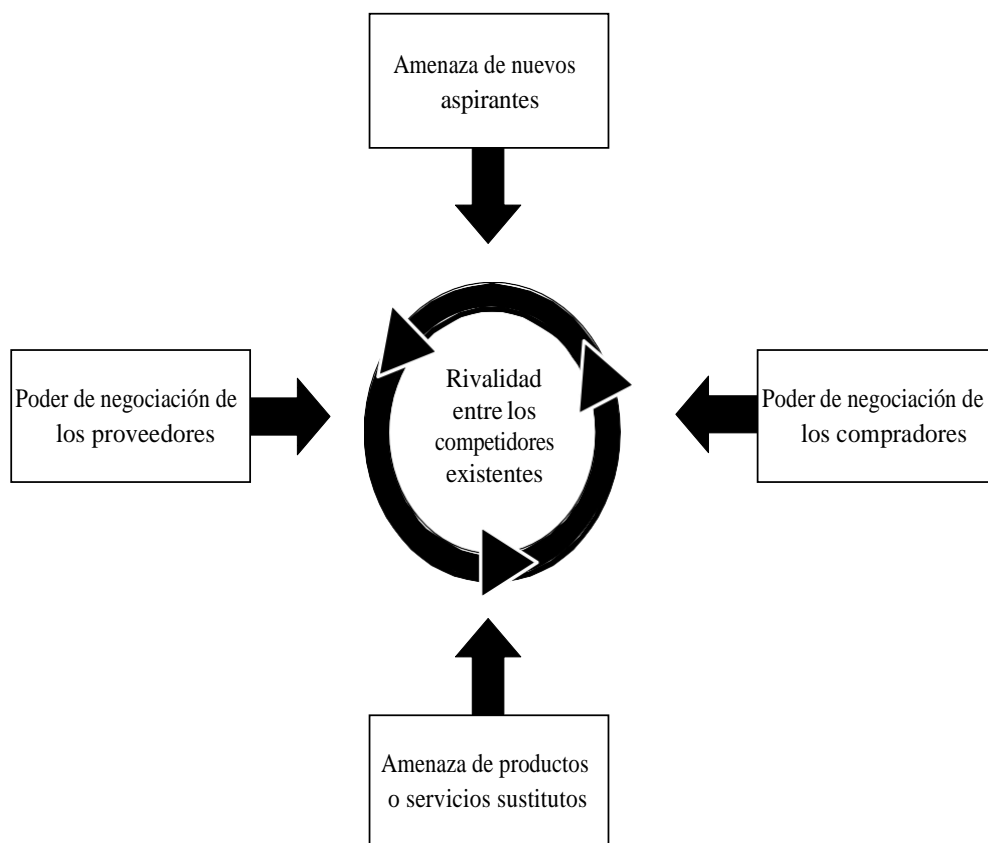 Amenaza de nuevos
aspirantes
Poder de negociación de
los proveedores
Rivalidad
entre los
competidores
existentes
Poder de negociación de
los compradores
Amenaza de productos
o servicios sustitutos